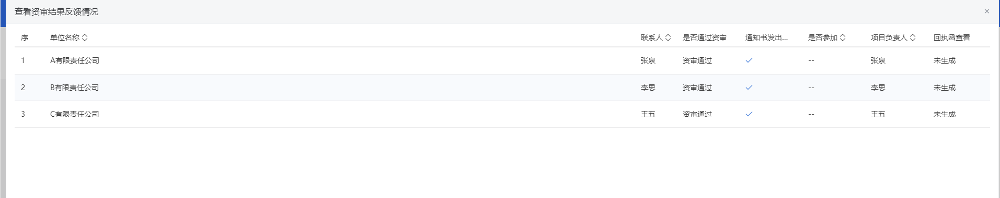 查看资审结果反馈情况
序 单位名称 联系人 是否通过资审 通知书发出... 是否参加 项目负责人 回执函查看
1 A有限责任公司 张泉 资审通过 -- 张泉 未生成
2 B有限责任公司 李思 资审通过 -- 李思 未生成
3 C有限责任公司 王五 资审通过 -- 王五 未生成